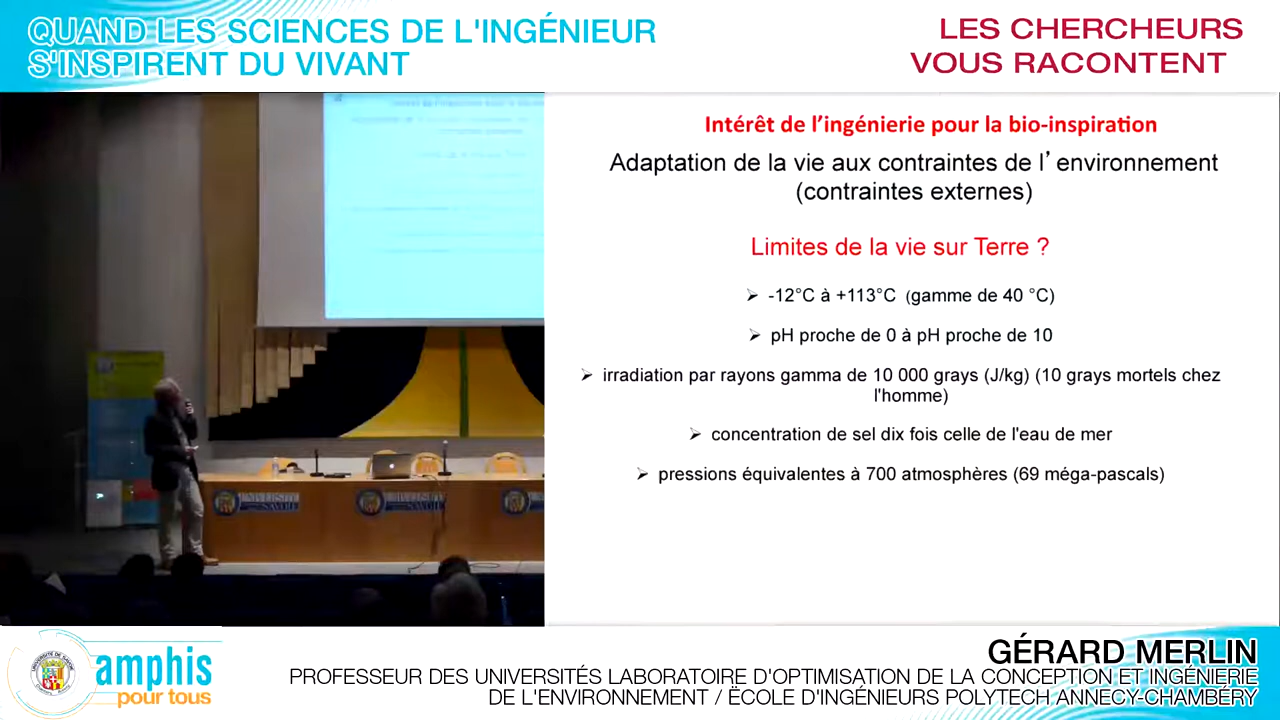 QUAND LES SCIENCES DE L'INGÉNIEUR
S'INSPIRENT DU VIVANT
LES CHERCHEURS
VOUS RACONTENT
Intérêt de l'ingénierie pour la bio-inspiration
Adaptation de la vie aux contraintes de l'environnement
(contraintes externes)
Limites de la vie sur Terre ?
➢ -12°C à +113°C (gamme de 40 °C)
➢ pH proche de 0 à pH proche de 10
➢ irradiation par rayons gamma de 10 000 grays (J/kg) (10 grays mortels chez
l'homme)
➢ concentration de sel dix fois celle de l'eau de mer
➢ pressions équivalentes à 700 atmosphères (69 méga-pascals)
UNIVERSITÉ
SAVOIE
UNIVERSITÉ
SAVOIE
amphis
pour tous
GÉRARD MERLIN
PROFESSEUR DES UNIVERSITÉS LABORATOIRE D'OPTIMISATION DE LA CONCEPTION ET INGÉNIERIE
DE L'ENVIRONNEMENT / ËCOLE D'INGÉNIEURS POLYTECH ANNECY-CHAMBÉRY